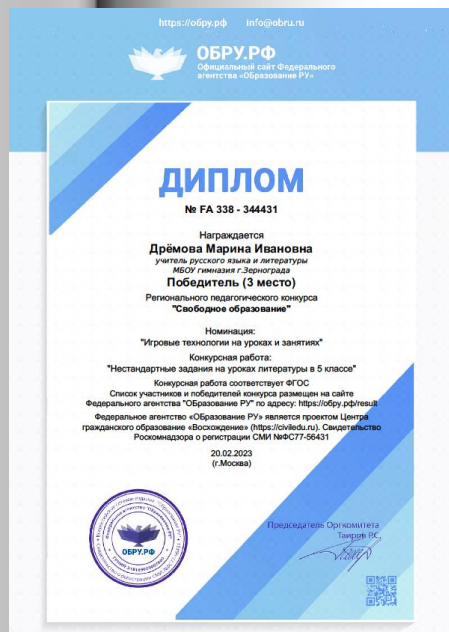 https://обру.рф info@obru.ru
ОБРУ.РФ
Официальный сайт Федерального
агентства «ОБразование РУ»
ДИПЛОМ
№ FA 338 - 344431
Награждается
Дрёмова Марина Ивановна
учитель русского языка и литературы
МБОУ гимназия г.Зернограда
Победитель (3 место)
Регионального педагогического конкурса
"Свободное образование"
Номинация:
"Игровые технологии на уроках и занятиях"
Конкурсная работа:
"Нестандартные задания на уроках литературы в 5 классе"
Конкурсная работа соответствует ФГОС
Список участников и победителей конкурса размещен на сайте
Федерального агентства "ОБразование РУ" по адресу: https://обру.рф/result
Федеральное агентство «ОБразование РУ» является проектом Центра
гражданского образования «Восхождение» (https://civiledu.ru). Свидетельство
Роскомнадзора о регистрации СМИ №ФС77-56431
20.02.2023
(г.Москва)
Председатель Оргкомитета
Таиров Р.С.
ОБРУ.РФ